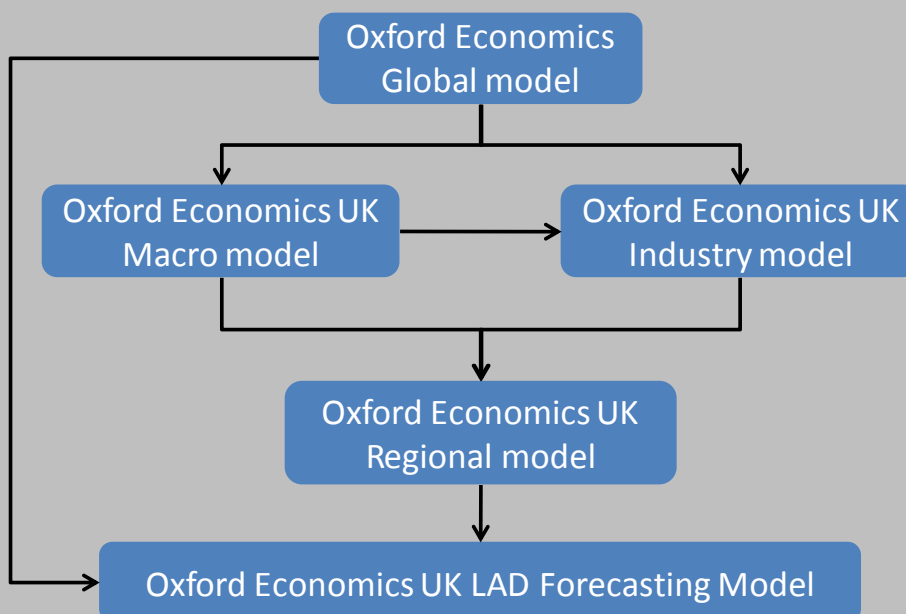 Oxford Economics
Global model
Oxford Economics UK
Macro model
Oxford Economics UK
Industry model
Oxford Economics UK
Regional model
Oxford Economics UK LAD Forecasting Model